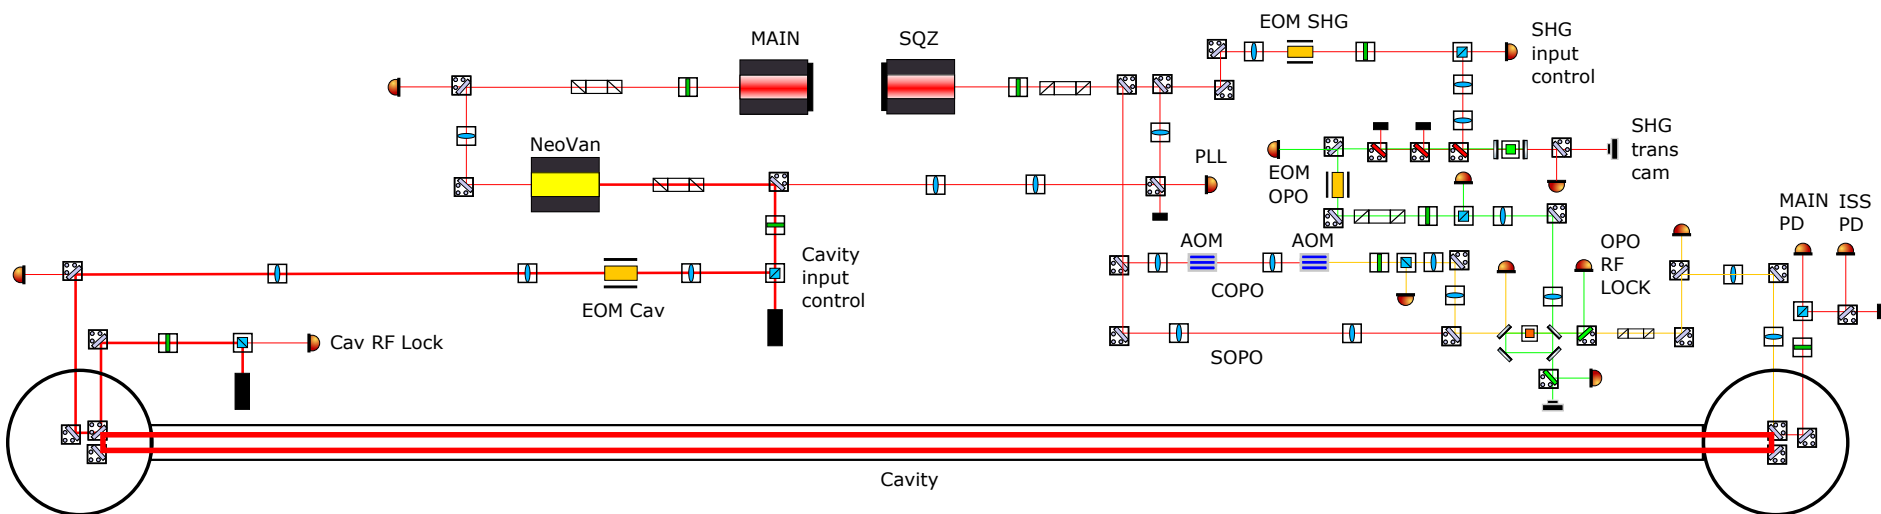 EOM SHG
MAIN
SQZ
SHG
input
control
NeoVan
PLL
EOM
OPO
SHG
trans
cam
MAIN
PD
ISS
PD
Cavity
input
control
AOM
AOM
OPO
RF
LOCK
EOM Cav
COPO
Cav RF Lock
SOPO
Cavity